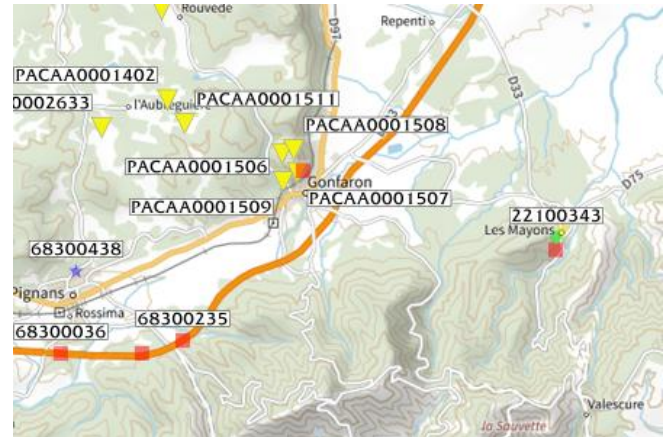 Rouvède
Repenti
D97
PACAA0001402
D33
0002633
l'Aubréguière
PACAA0001511
PACAA0001508
PACAA0001506
Gonfaron
D75
PACAA0001509
PACAA0001507
22100343
Les Mayons
68300438
Pignans
Rossima
68300036
68300235
Valescure
la Sauvette